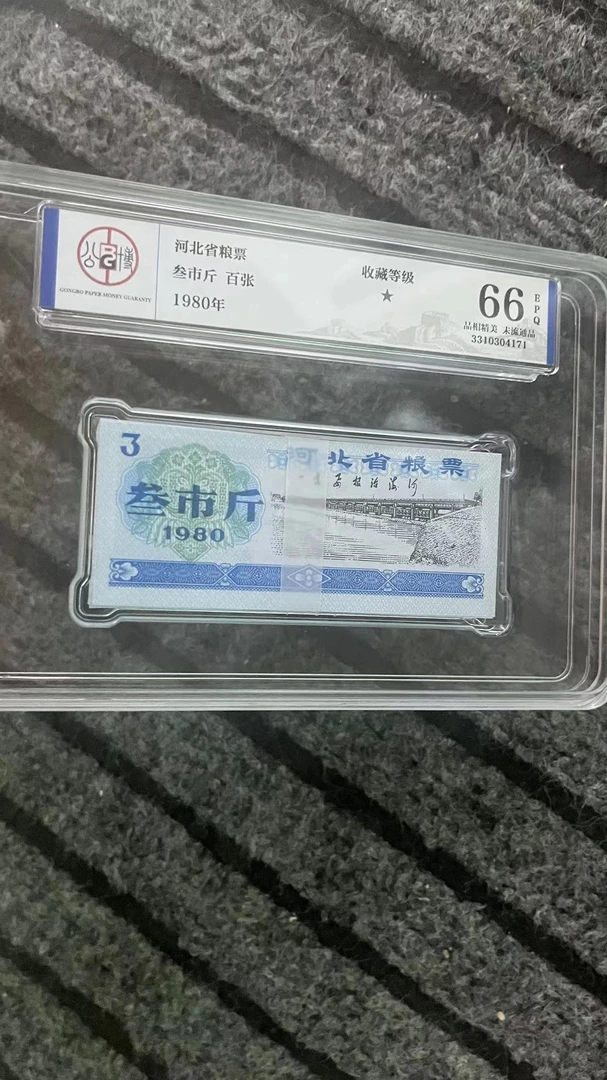 公博
BG
GONGBO PAPER MONEY GUARANTY
河北省粮票
叁市斤 百张
1980年
收藏等级
★
66
EPQ
品相精美 未流通品
3310304171
3
河北省粮票
叁市斤
1980